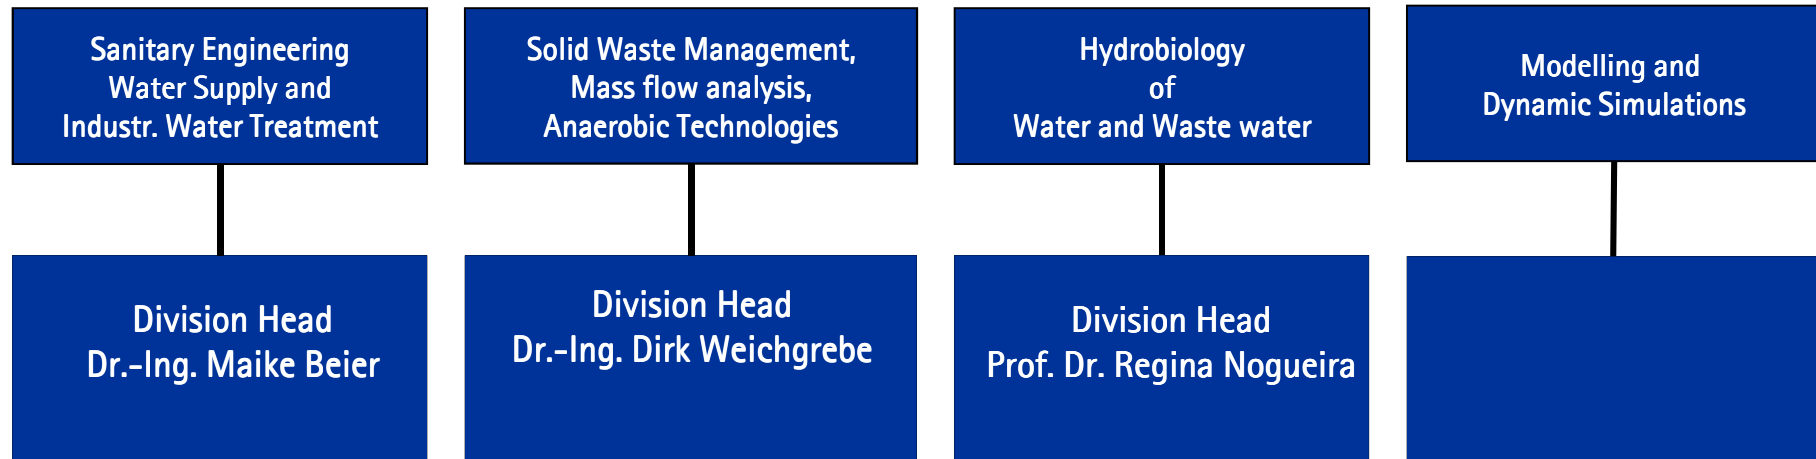 Sanitary Engineering
Water Supply and
Industr. Water Treatment
Solid Waste Management,
Mass flow analysis,
Anaerobic Technologies
Hydrobiology
of
Water and Waste water
Modelling and
Dynamic Simulations
Division Head
Dr.-Ing. Maike Beier
Division Head
Dr.-Ing. Dirk Weichgrebe
Division Head
Prof. Dr. Regina Nogueira